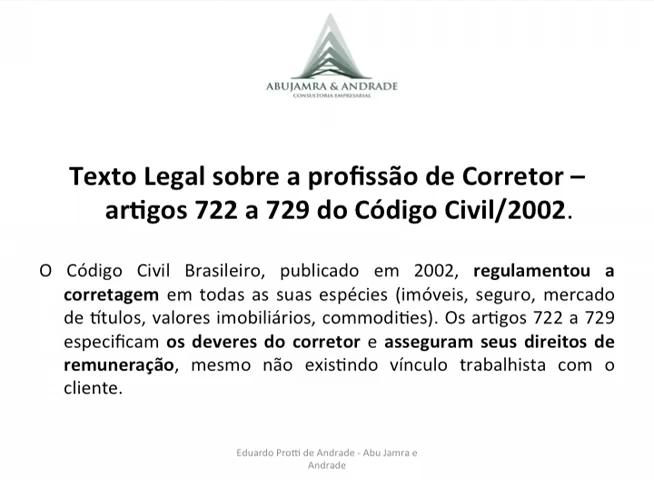 ABUJAMRA & ANDRADE
CONSULTORIA EMPRESARIAL
Texto Legal sobre a profissão de Corretor –
artigos 722 a 729 do Código Civil/2002.
O Código Civil Brasileiro, publicado em 2002, regulamentou a
corretagem em todas as suas espécies (imóveis, seguro, mercado
de títulos, valores imobiliários, commodities). Os artigos 722 a 729
especificam os deveres do corretor e asseguram seus direitos de
remuneração, mesmo não existindo vínculo trabalhista com o
cliente.
Eduardo Protti de Andrade - Abu Jamra e
Andrade